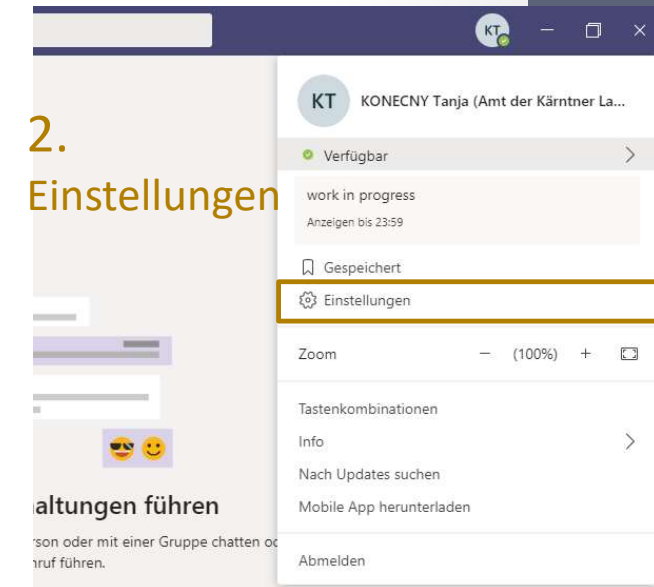 KT
KT KONECNY Tanja (Amt der Kärntner La...
2.
Einstellungen
Verfügbar
work in progress
Anzeigen bis 23:59
Gespeichert
Einstellungen
Zoom − (100%) +
Tastenkombinationen
Info
Nach Updates suchen
Mobile App herunterladen
Abmelden
altungen führen
rson oder mit einer Gruppe chatten oc
nruf führen.